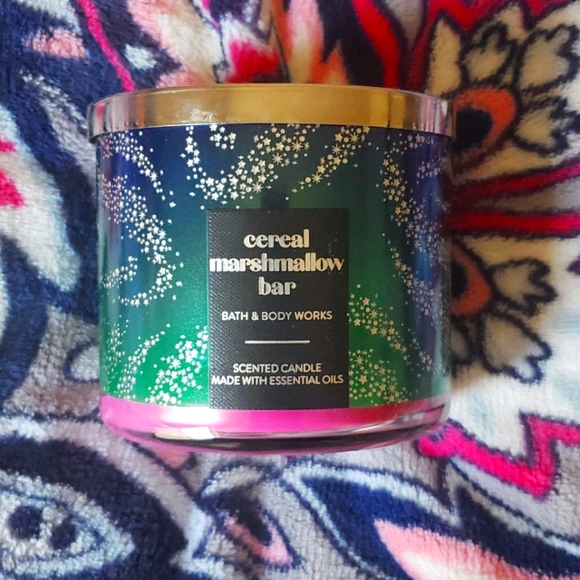 cereal
marshmallow
bar
BATH & BODY WORKS
SCENTED CANDLE
MADE WITH ESSENTIAL OILS